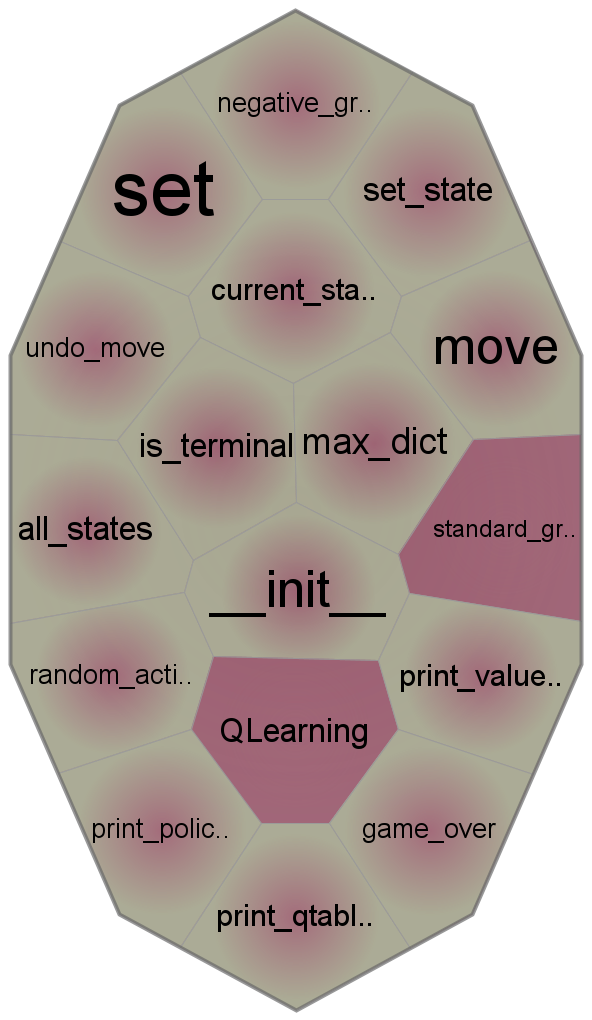 negative_gr..
set
set_state
current_sta..
undo_move
move
is_terminal
max_dict
all_states
standard_gr..
__init__
random_acti..
print_value..
QLearning
print_polic..
game_over
print_qtabl..